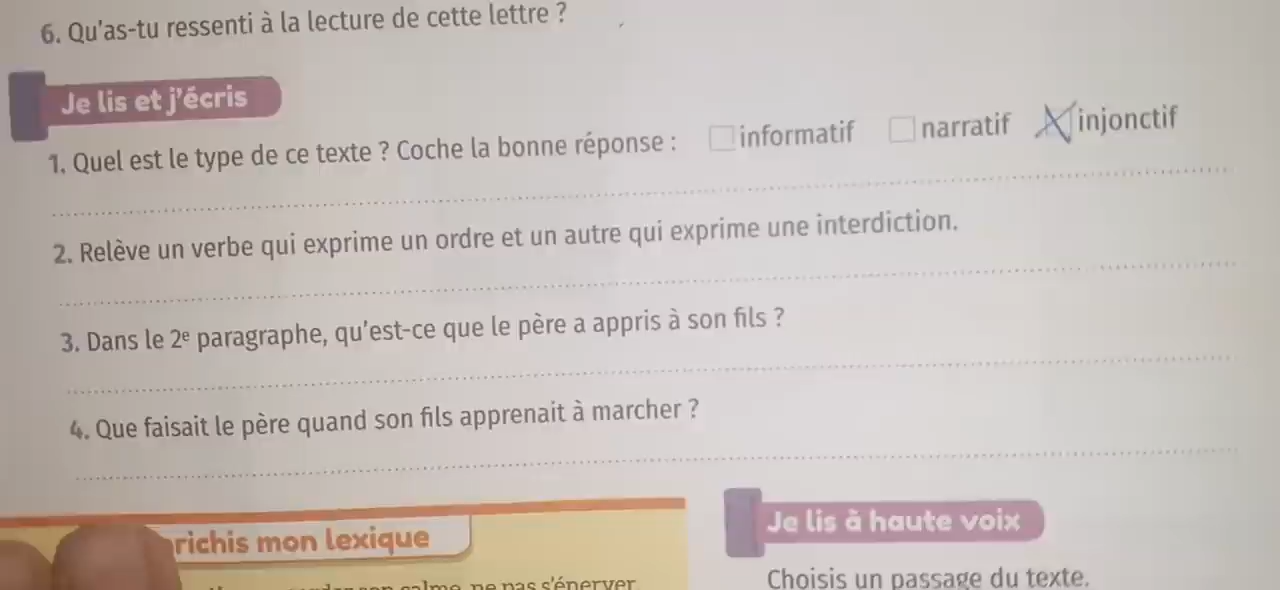 6. Qu'as-tu ressenti à la lecture de cette lettre ?
Je lis et j'écris
1. Quel est le type de ce texte ? Coche la bonne réponse : informatif narratif injonctif
2. Relève un verbe qui exprime un ordre et un autre qui exprime une interdiction.
3. Dans le 2e paragraphe, qu'est-ce que le père a appris à son fils ?
4. Que faisait le père quand son fils apprenait à marcher ?
richis mon lexique
calme, ne pas s'énerver
Je lis à haute voix
Choisis un passage du texte.